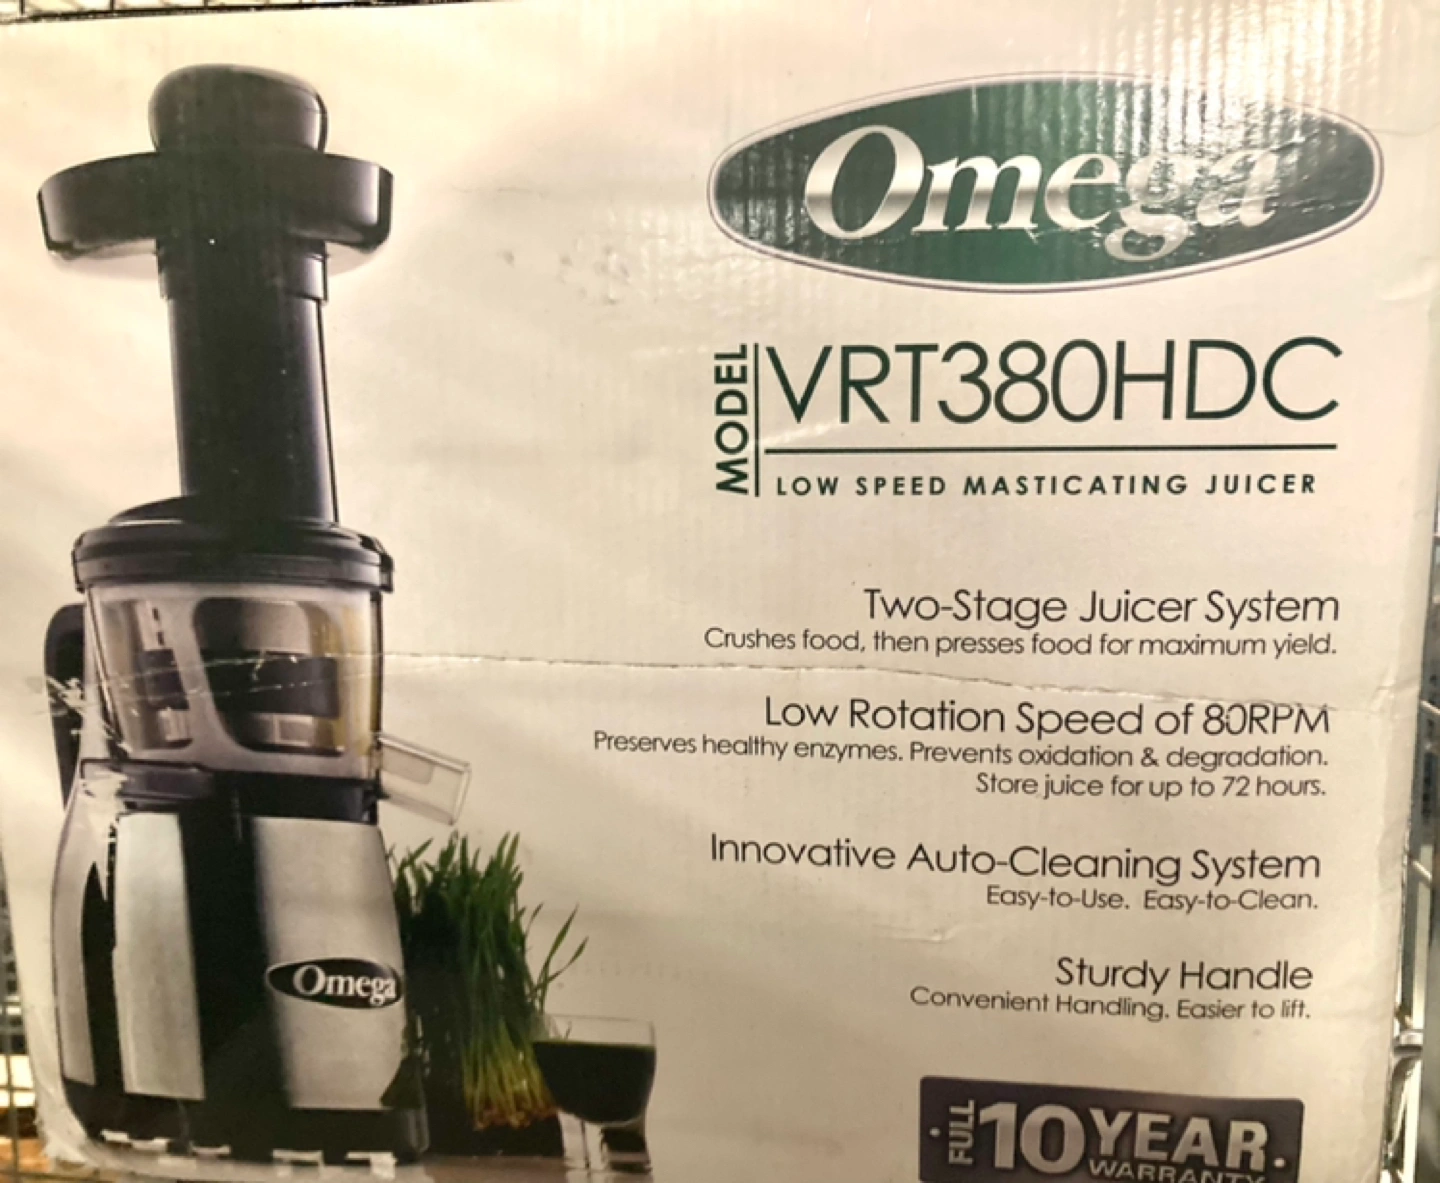 Omega
MODEL
VRT380HDC
LOW SPEED MASTICATING JUICER
Two-Stage Juicer System
Crushes food, then presses food for maximum yield.
Low Rotation Speed of 80RPM
Preserves healthy enzymes. Prevents oxidation & degradation.
Store juice for up to 72 hours.
Innovative Auto-Cleaning System
Easy-to-Use. Easy-to-Clean.
Sturdy Handle
Convenient Handling. Easier to lift.
Omega
FULL
10 YEAR
WARRANTY